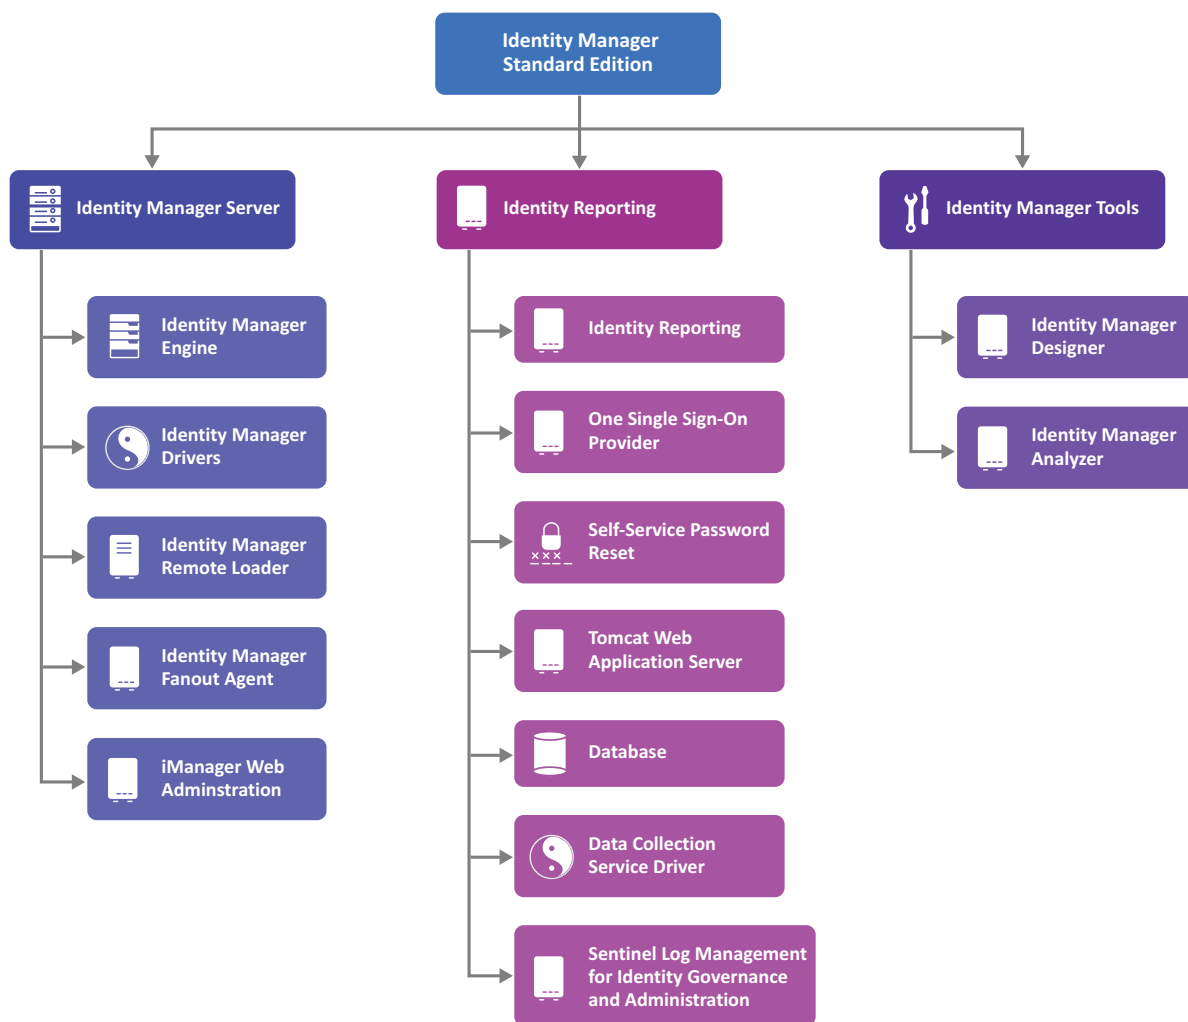 Identity Manager
Standard Edition
Identity Manager Server
Identity Reporting
Identity Manager Tools
Identity Manager
Engine
Identity Manager
Drivers
Identity Manager
Remote Loader
Identity Manager
Fanout Agent
iManager Web
Adminstration
Identity Reporting
One Single Sign-On
Provider
Self-Service Password
Reset
Tomcat Web
Application Server
Database
Data Collection
Service Driver
Sentinel Log Management
for Identity Governance
and Administration
Identity Manager
Designer
Identity Manager
Analyzer